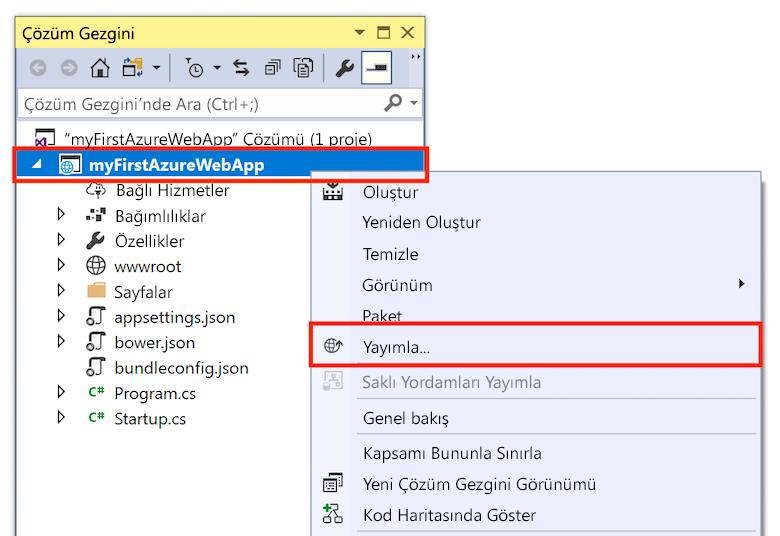 Çözüm Gezgini
Çözüm Gezgini’nde Ara (Ctrl+;)
“myFirstAzureWebApp” Çözümü (1 proje)
myFirstAzureWebApp
Bağlı Hizmetler
Bağımlılıklar
Özellikler
wwwroot
Sayfalar
appsettings.json
bower.json
bundleconfig.json
C# Program.cs
C# Startup.cs
Oluştur
Yeniden Oluştur
Temizle
Görünüm
Paket
Yayımla...
Saklı Yordamları Yayımla
Genel bakış
Kapsamı Bununla Sınırla
Yeni Çözüm Gezgini Görünümü
Kod Haritasında Göster